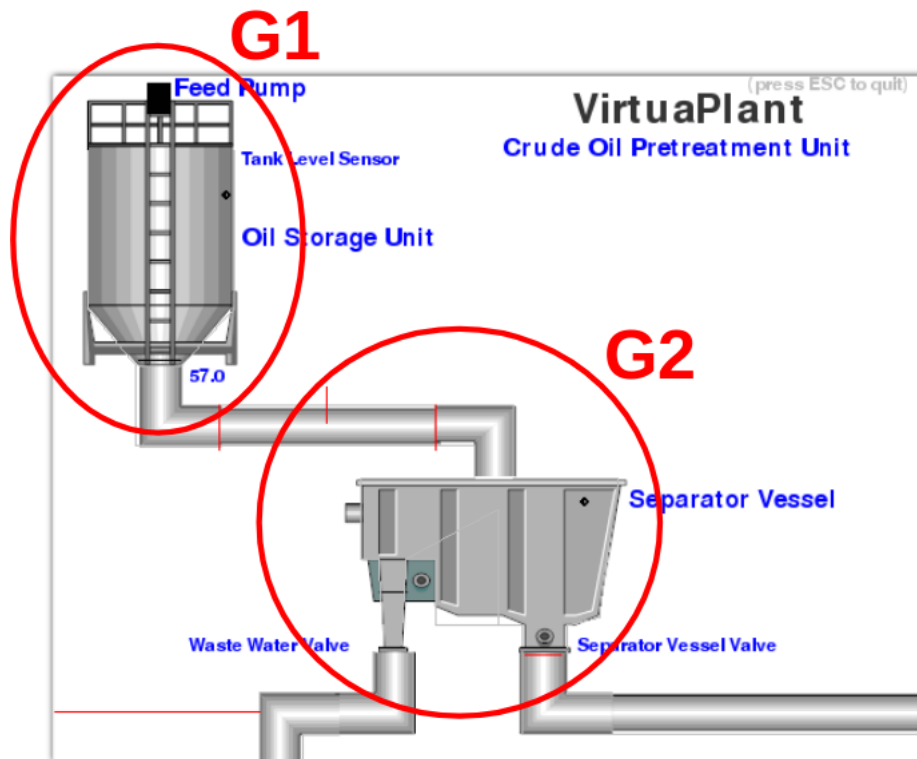 G1
(press ESC to quit)
Feed Pump
VirtuaPlant
Crude Oil Pretreatment Unit
Tank Level Sensor
Oil Storage Unit
G2
57.0
Separator Vessel
Waste Water Valve
Separator Vessel Valve